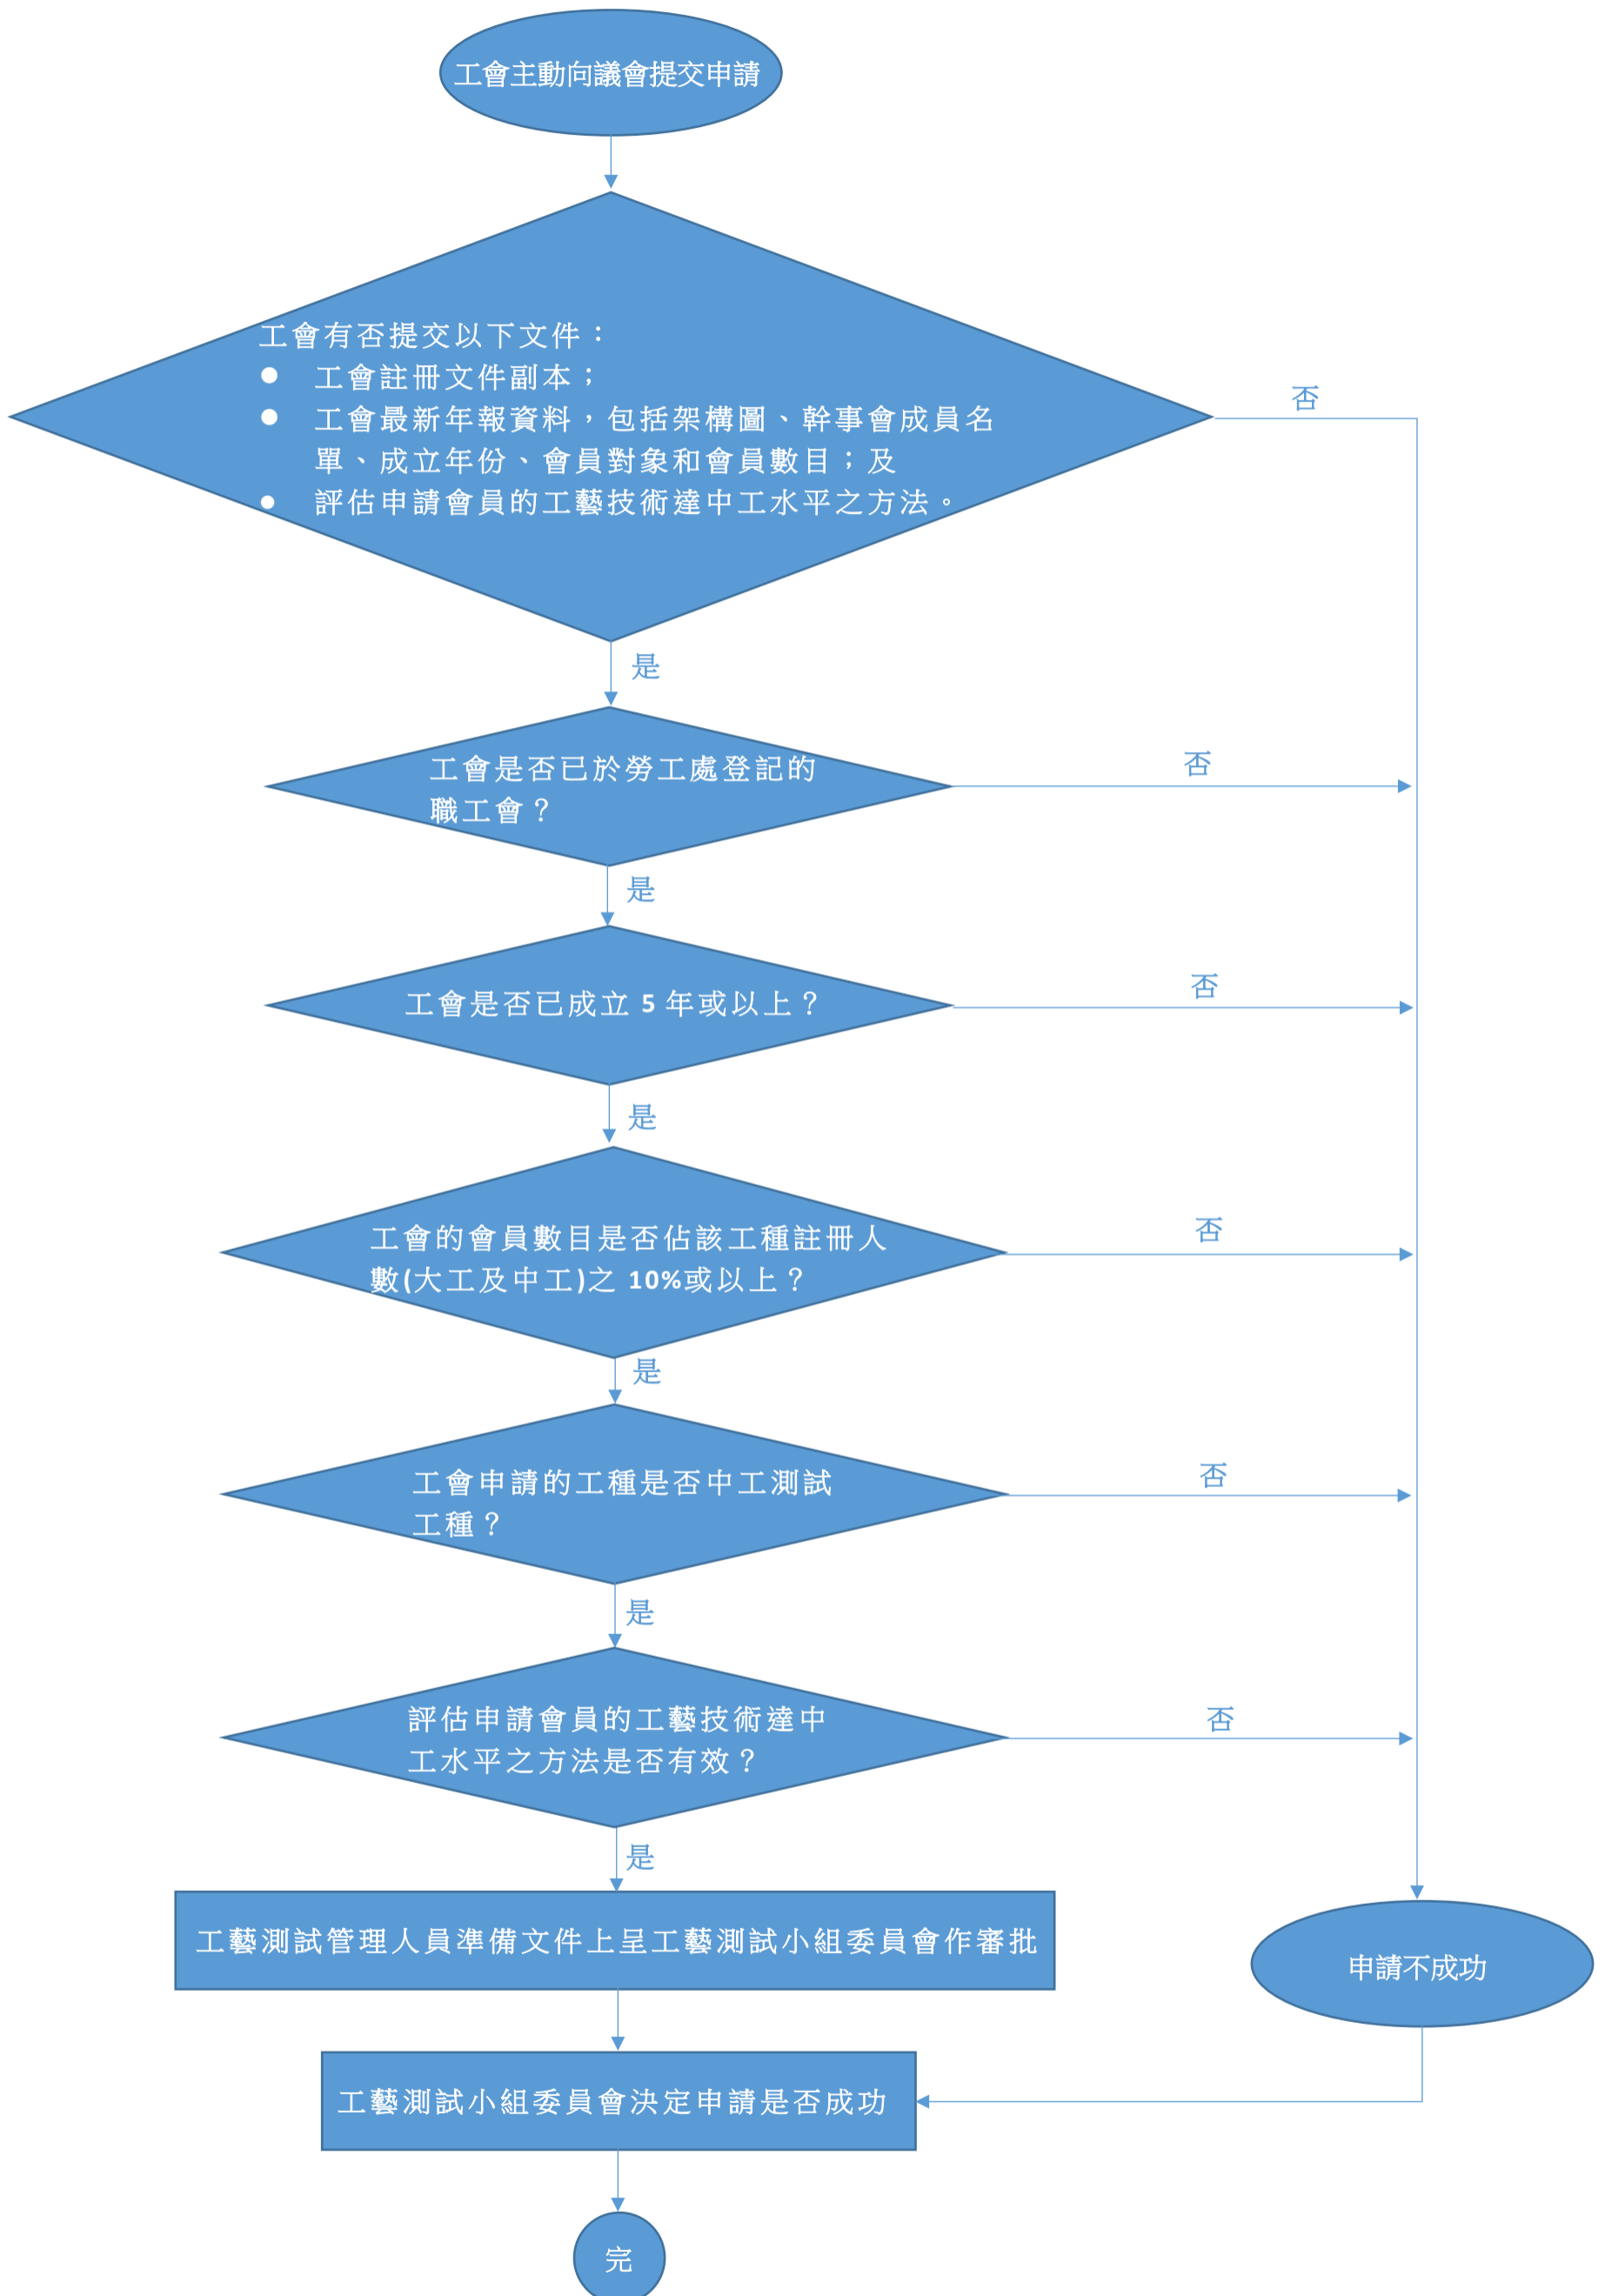 工會主動向議會提交申請
工會有否提交以下文件：
● 工會註冊文件副本；
● 工會最新年報資料，包括架構圖、幹事會成員名
單、成立年份、會員對象和會員數目；及
● 評估申請會員的工藝技術達中工水平之方法。
否
是
工會是否已於勞工處登記的
職工會？
否
是
工會是否已成立 5 年或以上？
否
是
工會的會員數目是否佔該工種註冊人
數(大工及中工)之 10%或以上？
否
是
工會申請的工種是否中工測試
工種？
否
是
評估申請會員的工藝技術達中
工水平之方法是否有效？
否
是
工藝測試管理人員準備文件上呈工藝測試小組委員會作審批
申請不成功
工藝測試小組委員會決定申請是否成功
完